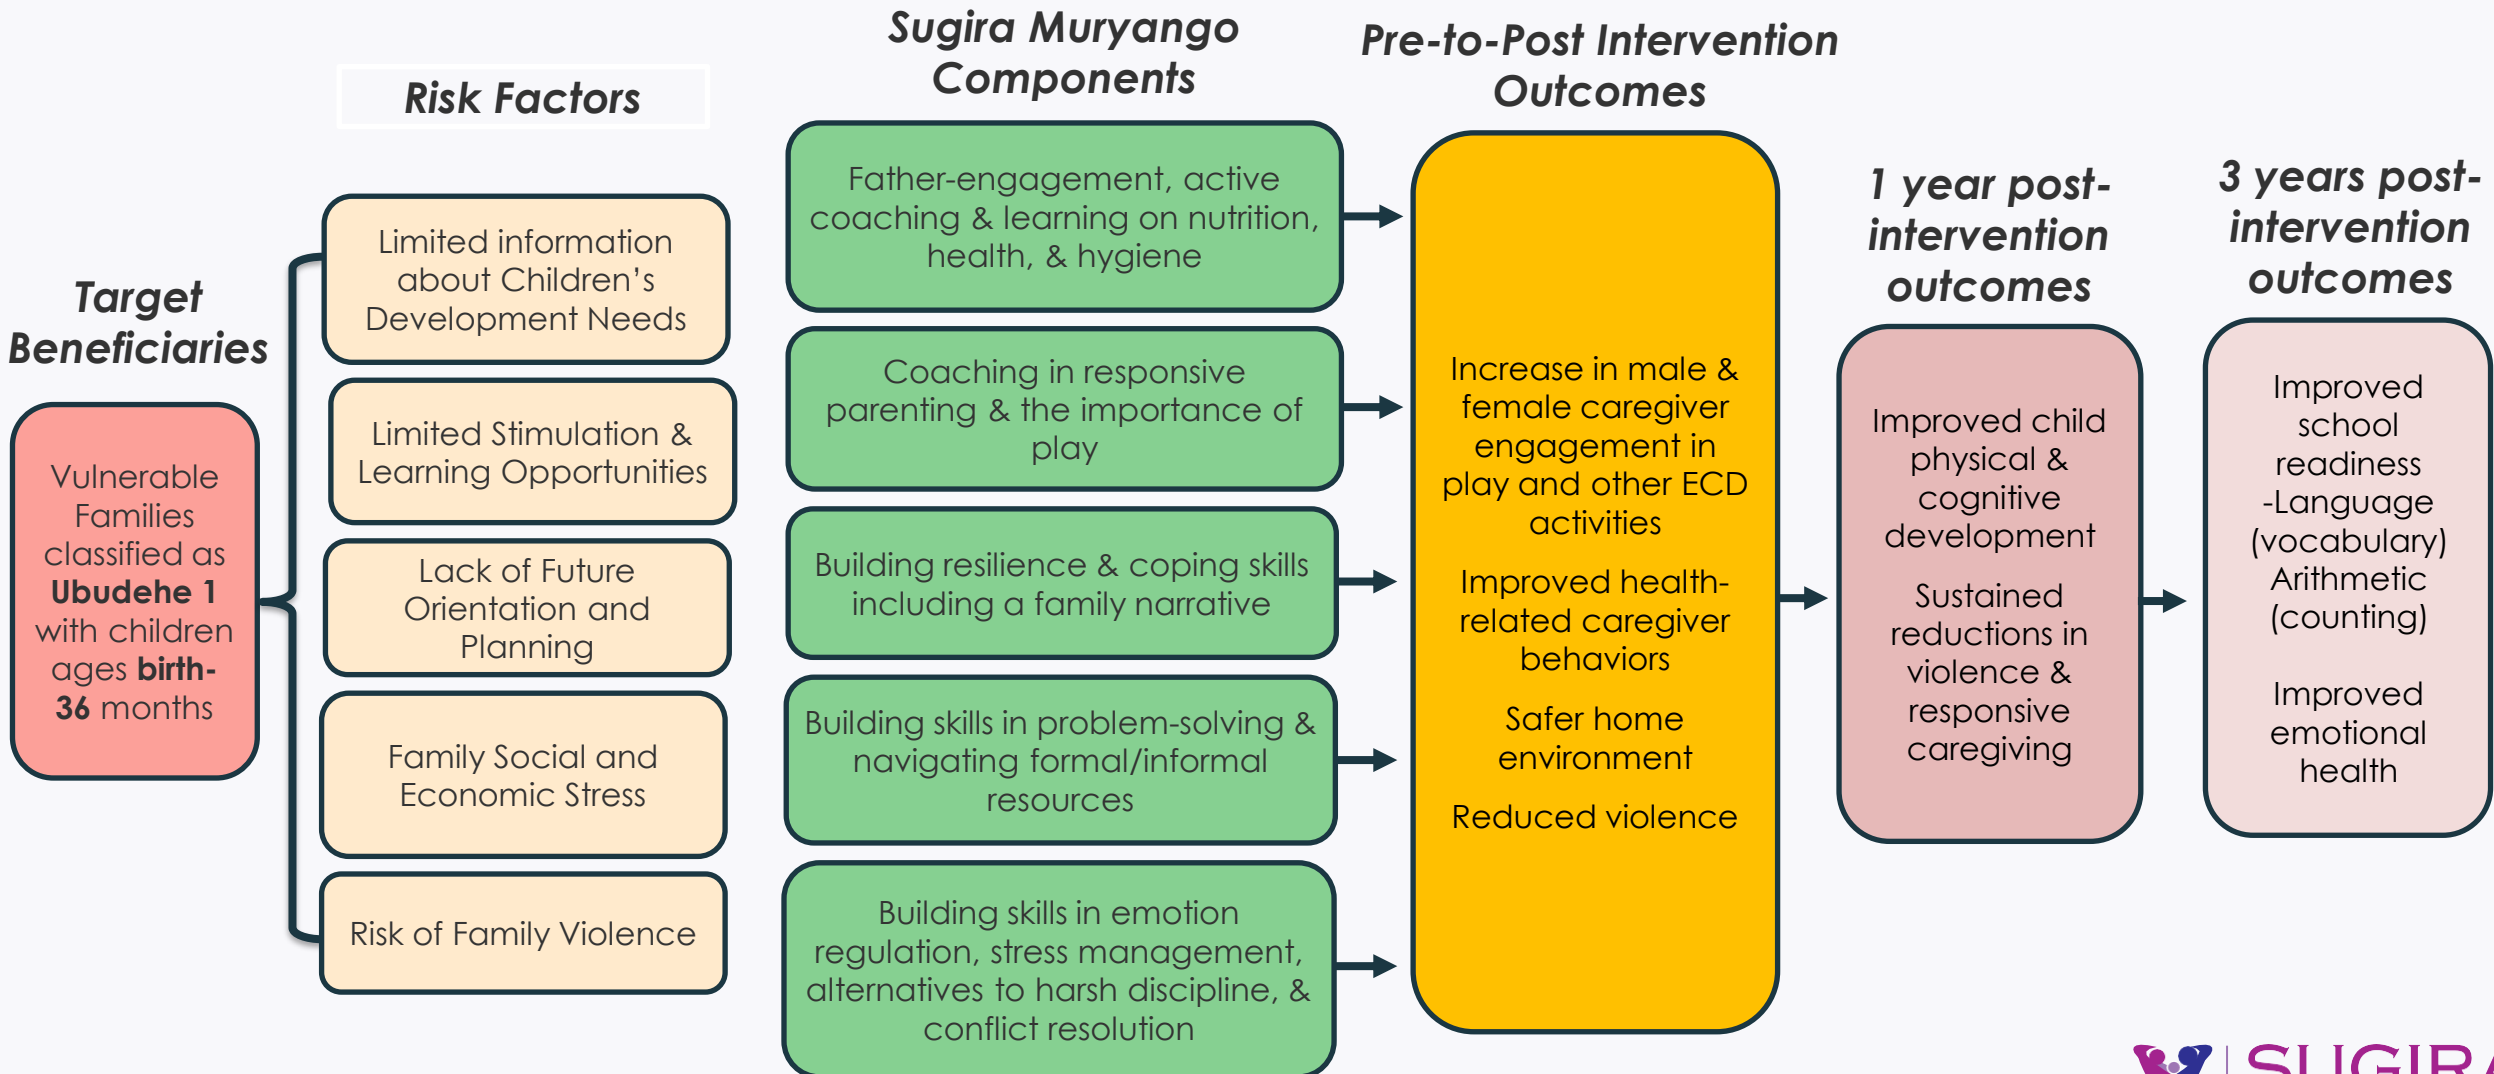 Target
Beneficiaries
Vulnerable
Families
classified as
Ubudehe 1
with children
ages birth-
36 months
Risk Factors
Limited information
about Children’s
Development Needs
Limited Stimulation &
Learning Opportunities
Lack of Future
Orientation and
Planning
Family Social and
Economic Stress
Risk of Family Violence
Sugira Muryango
Components
Father-engagement, active
coaching & learning on nutrition,
health, & hygiene
Coaching in responsive
parenting & the importance of
play
Building resilience & coping skills
including a family narrative
Building skills in problem-solving &
navigating formal/informal
resources
Building skills in emotion
regulation, stress management,
alternatives to harsh discipline, &
conflict resolution
Pre-to-Post Intervention
Outcomes
Increase in male &
female caregiver
engagement in
play and other ECD
activities
Improved health-
related caregiver
behaviors
Safer home
environment
Reduced violence
1 year post-
intervention
outcomes
Improved child
physical &
cognitive
development
Sustained
reductions in
violence &
responsive
caregiving
3 years post-
intervention
outcomes
Improved
school
readiness
-Language
(vocabulary)
Arithmetic
(counting)
Improved
emotional
health
SUGIRA